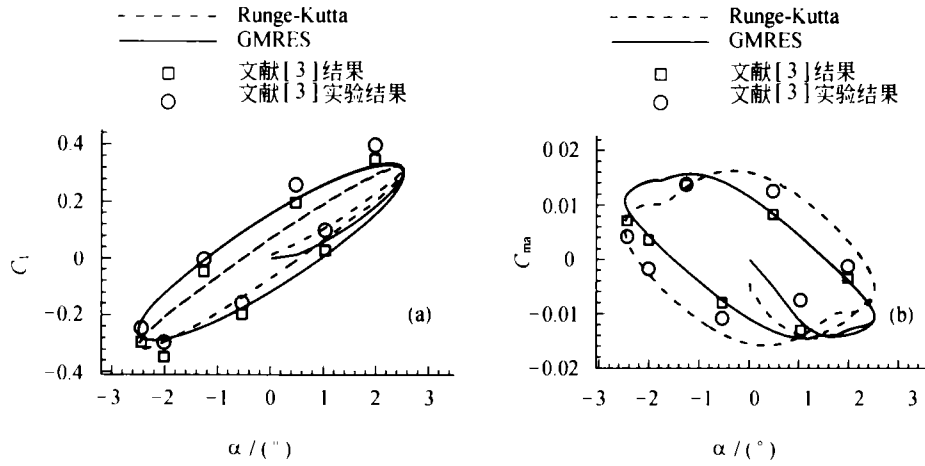 Runge-Kutta
GMRES
文献[3]结果
文献[3]实验结果
0.4
0.2
0
-0.2
-0.4
C_l
(a)
-3 -2 -1 0 1 2 3
α/(")
Runge-Kutta
GMRES
文献[3]结果
文献[3]实验结果
0 02
0.01
0
-0.01
-0.02
C_ma
(b)
-3 -2 -1 0 1 2 3
α/(°)